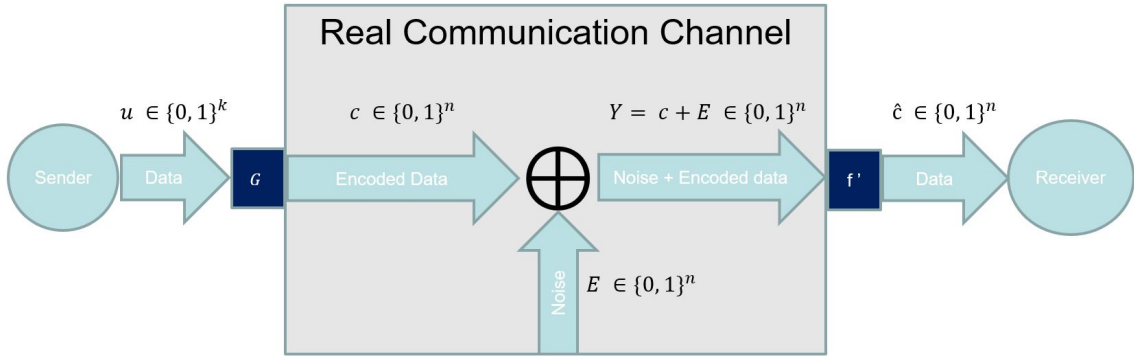 Real Communication Channel
u ∈ {0, 1}ᵏ
c ∈ {0, 1}ⁿ
Y = c + E ∈ {0, 1}ⁿ
ĉ ∈ {0, 1}ⁿ
Sender
Data
G
Encoded Data
Noise + Encoded data
f '
Data
Receiver
Noise
E ∈ {0, 1}ⁿ